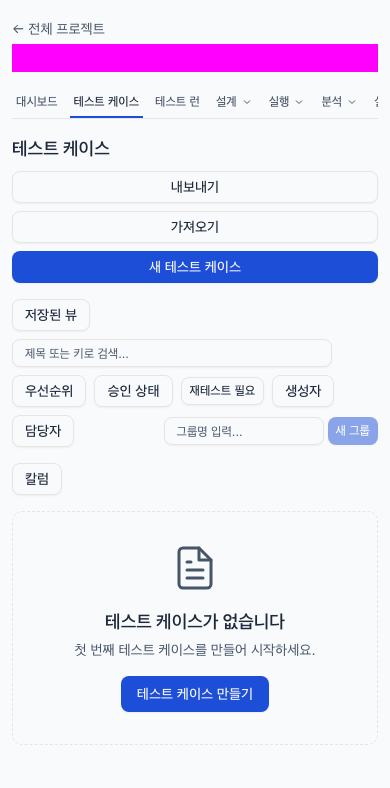 ← 전체 프로젝트
대시보드 테스트 케이스 테스트 런 설계 실행 분석
테스트 케이스
내보내기
가져오기
새 테스트 케이스
저장된 뷰
제목 또는 키로 검색...
우선순위 승인 상태 재테스트 필요 생성자
담당자 그룹명 입력... 새 그룹
칼럼
테스트 케이스가 없습니다
첫 번째 테스트 케이스를 만들어 시작하세요.
테스트 케이스 만들기